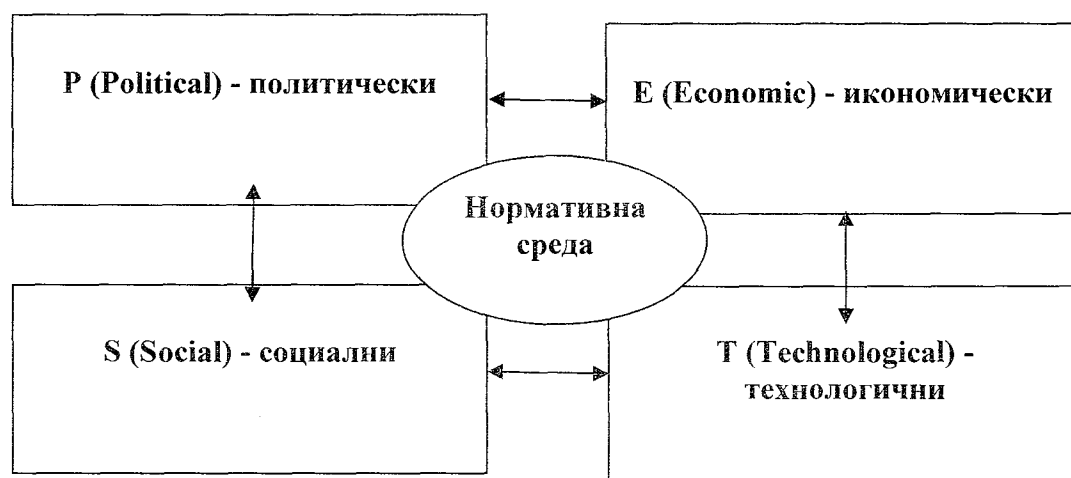 P (Political) - политически
E (Economic) - икономически
Нормативна
среда
S (Social) - социални
T (Technological) -
технологични